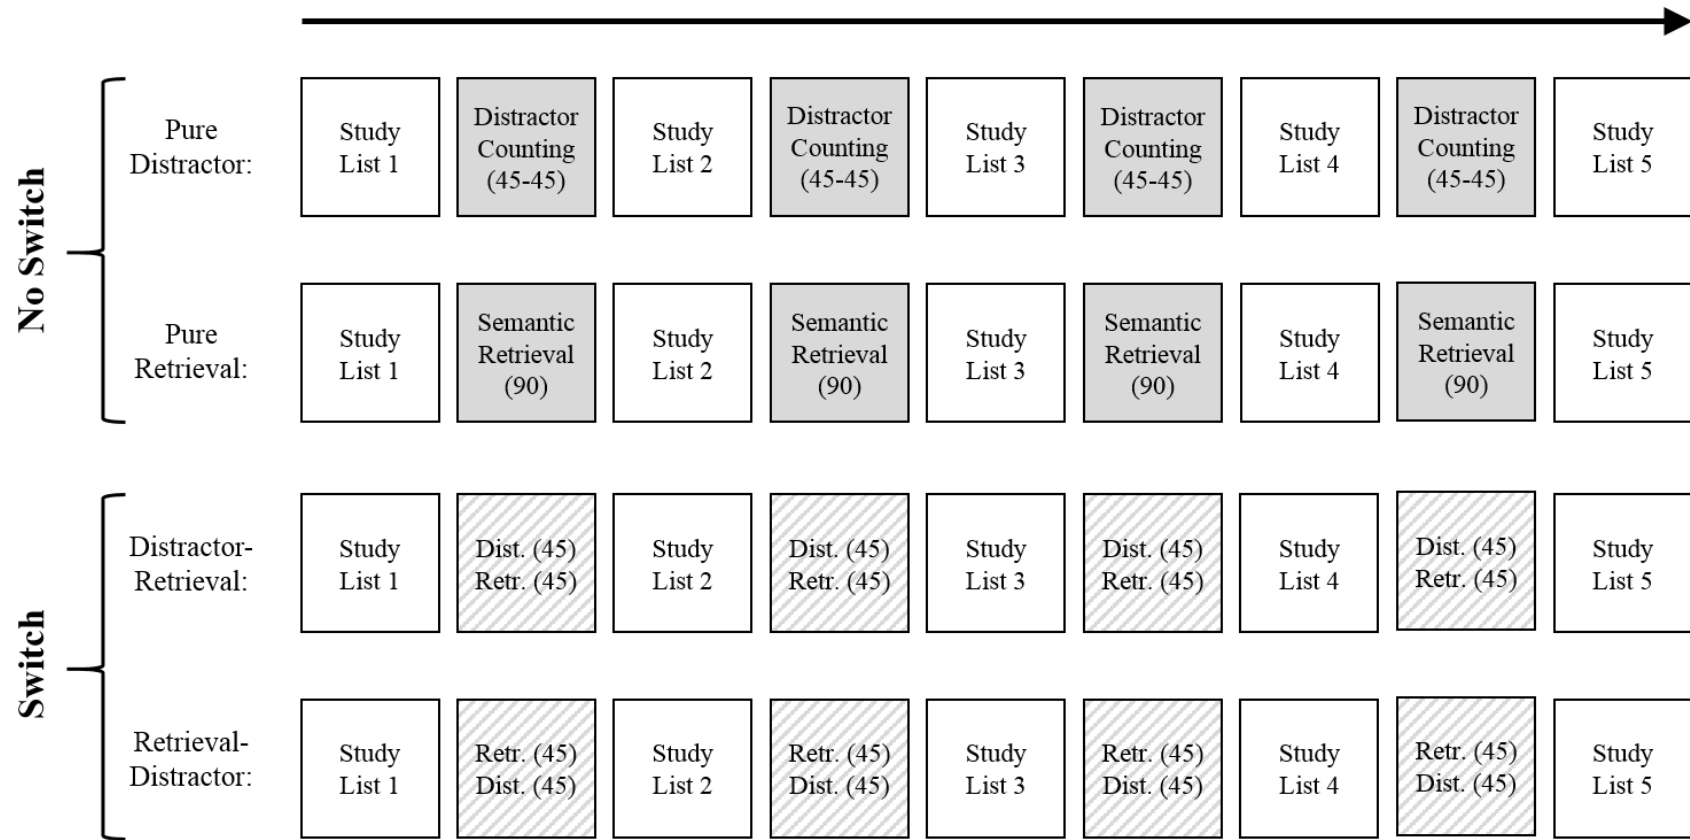 No Switch
Pure
Distractor:
Study
List 1
Distractor
Counting
(45-45)
Study
List 2
Distractor
Counting
(45-45)
Study
List 3
Distractor
Counting
(45-45)
Study
List 4
Distractor
Counting
(45-45)
Study
List 5
Pure
Retrieval:
Study
List 1
Semantic
Retrieval
(90)
Study
List 2
Semantic
Retrieval
(90)
Study
List 3
Semantic
Retrieval
(90)
Study
List 4
Semantic
Retrieval
(90)
Study
List 5
Switch
Distractor-
Retrieval:
Study
List 1
Dist. (45)
Retr. (45)
Study
List 2
Dist. (45)
Retr. (45)
Study
List 3
Dist. (45)
Retr. (45)
Study
List 4
Dist. (45)
Retr. (45)
Study
List 5
Retrieval-
Distractor:
Study
List 1
Retr. (45)
Dist. (45)
Study
List 2
Retr. (45)
Dist. (45)
Study
List 3
Retr. (45)
Dist. (45)
Study
List 4
Retr. (45)
Dist. (45)
Study
List 5